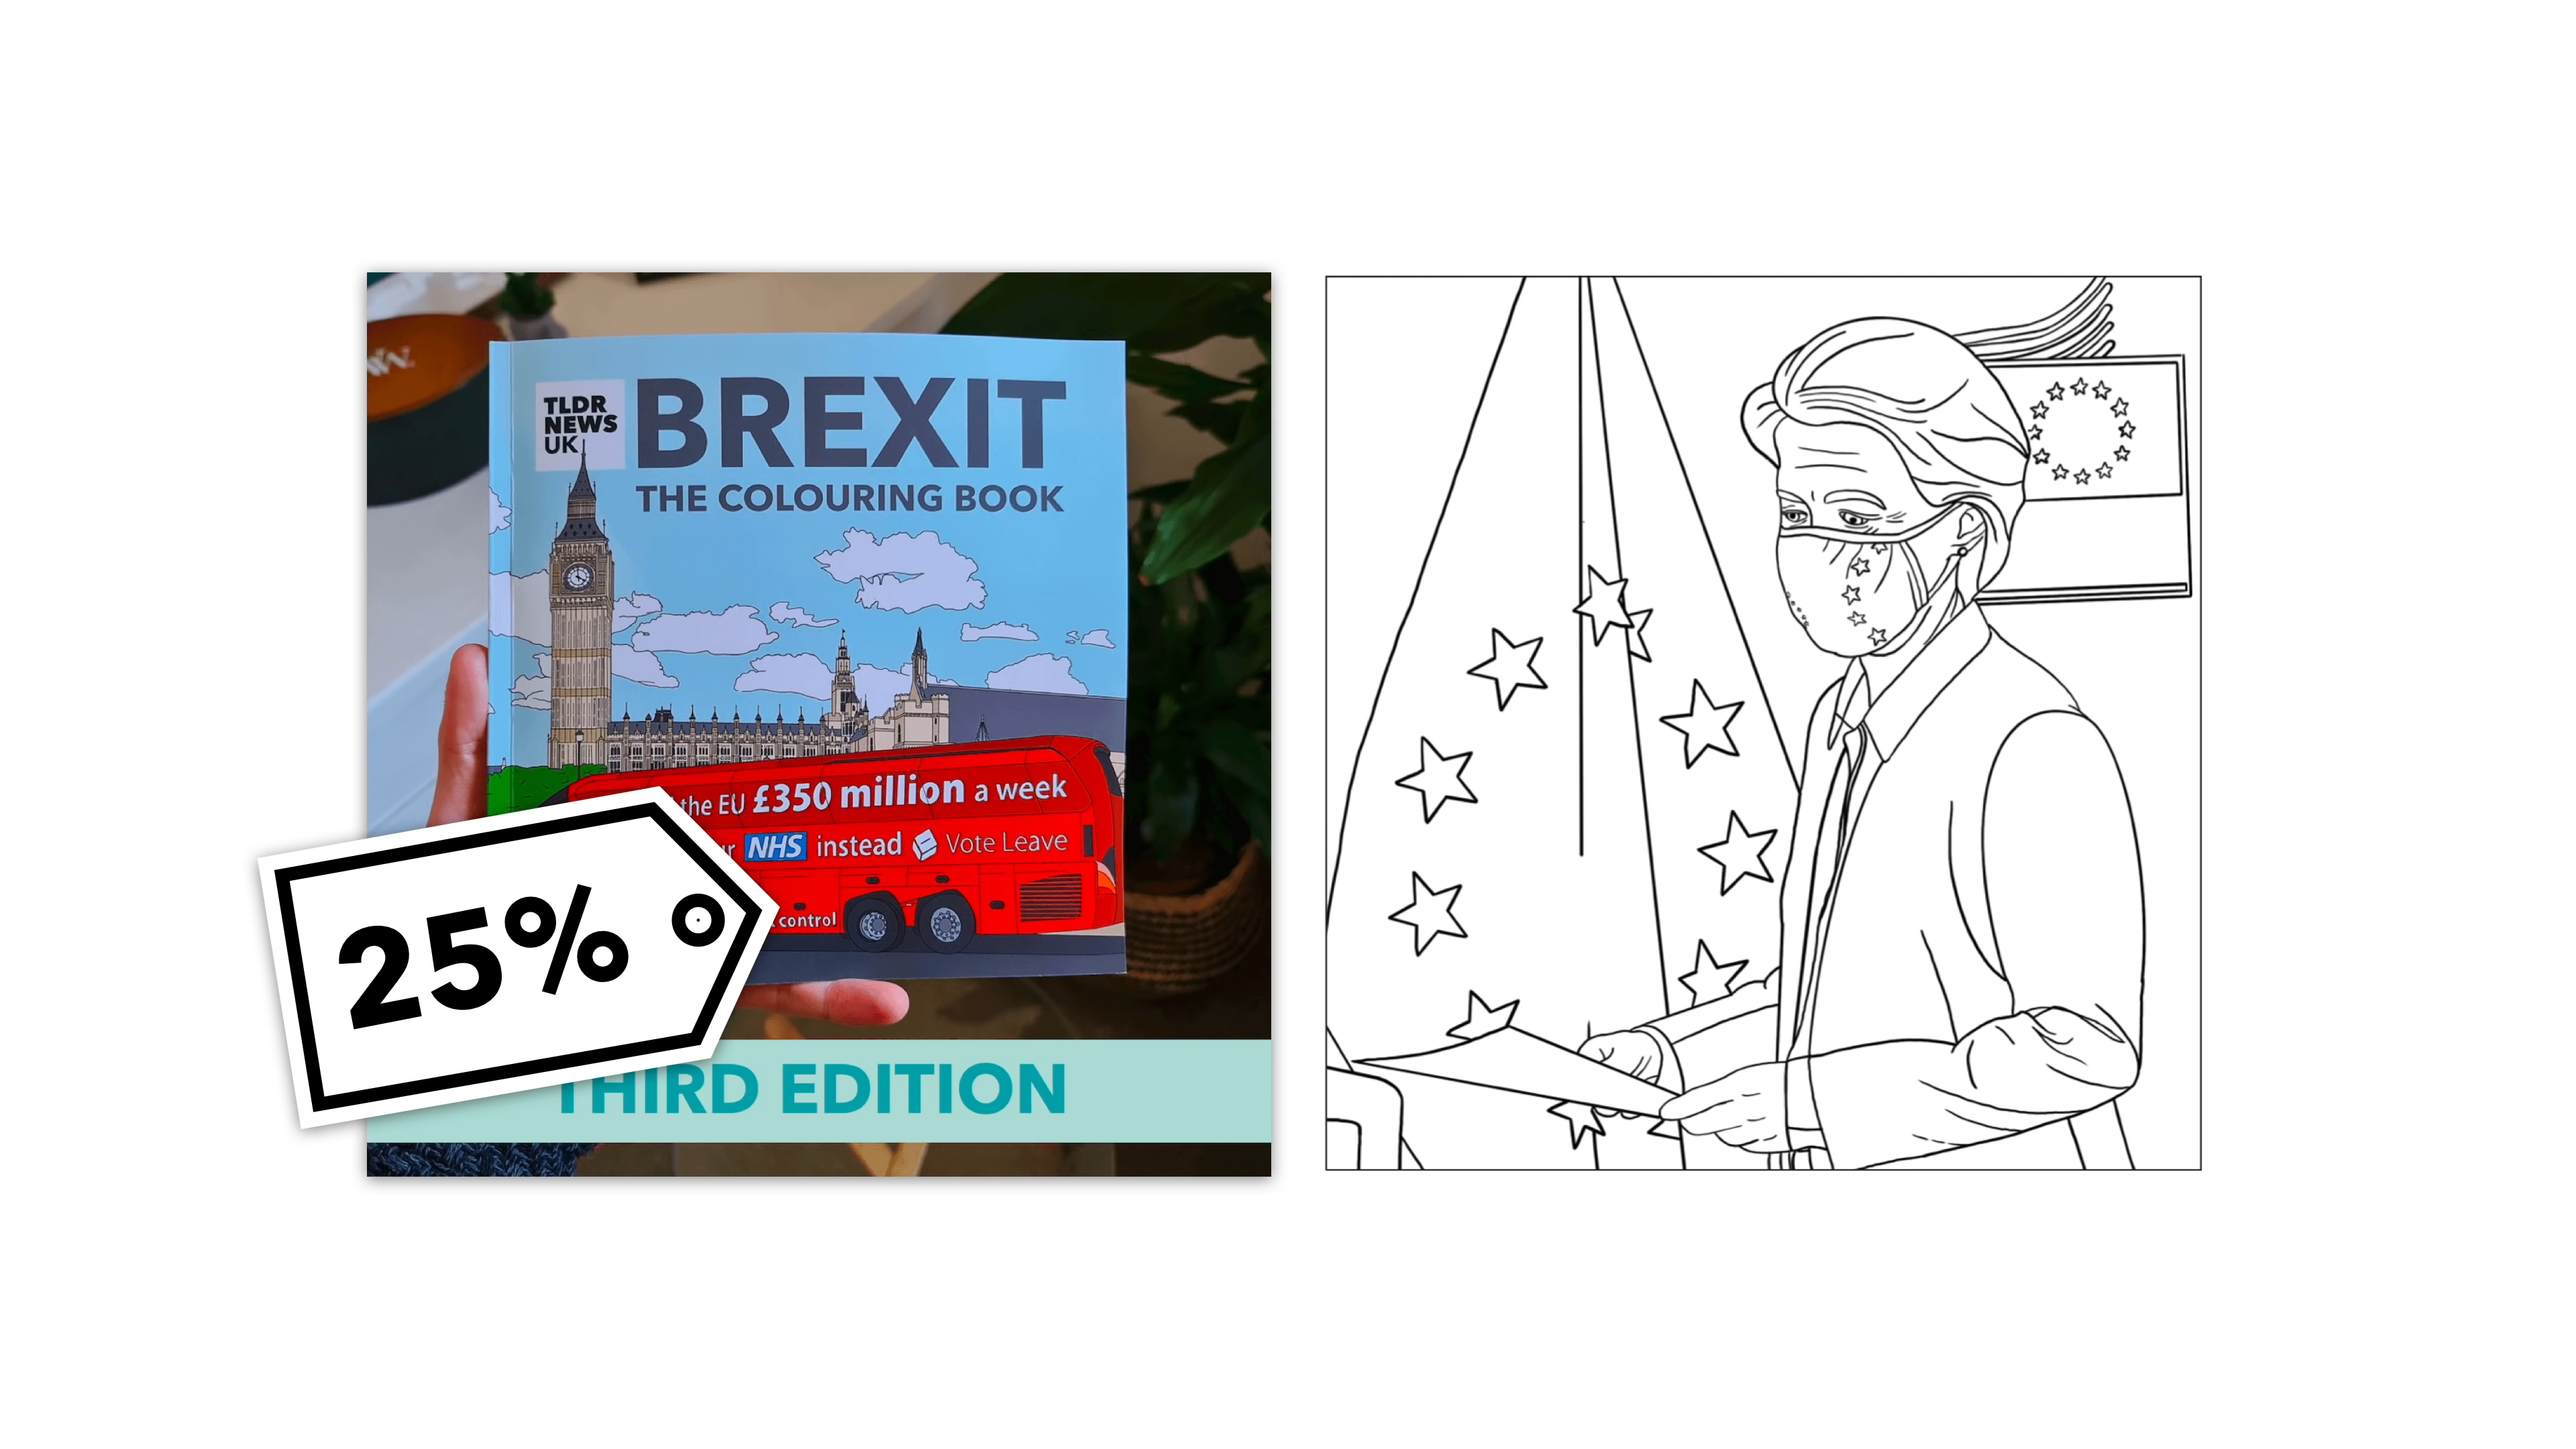 TLDR
NEWS
UK
BREXIT
THE COLOURING BOOK
the EU £350 million a week
NHS instead Vote Leave
control
25%
THIRD EDITION